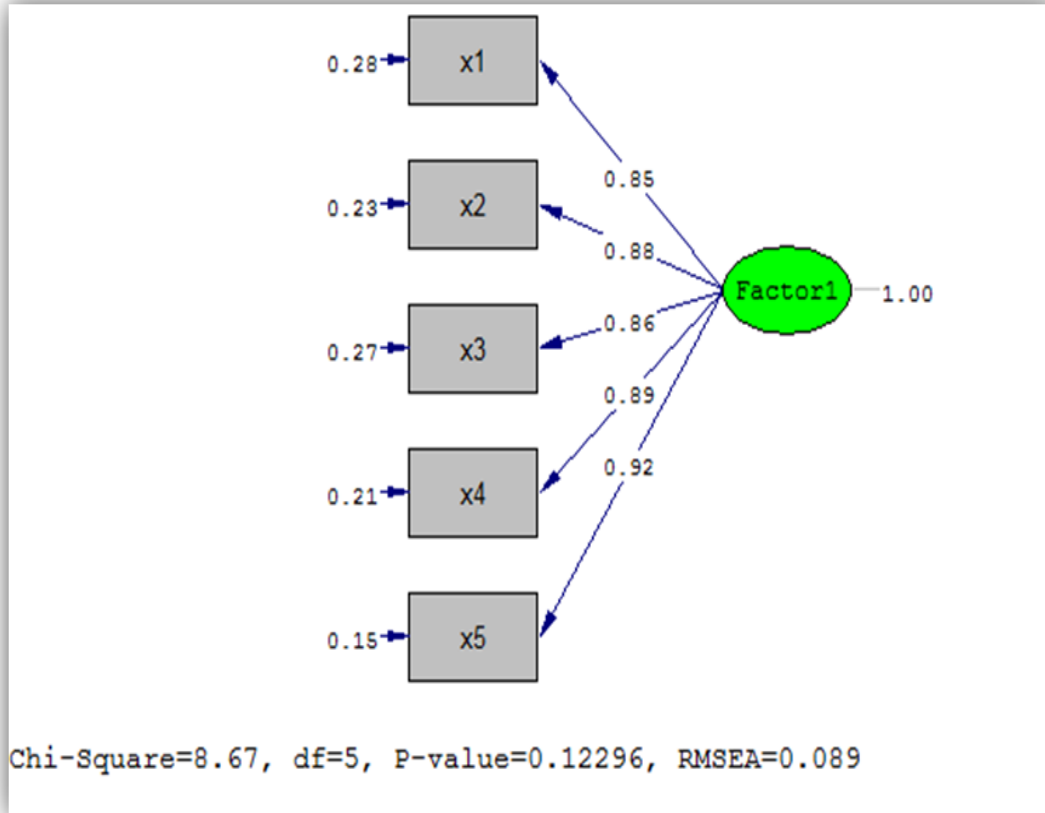 0.28
x1
0.85
0.23
x2
0.88
Factor1
1.00
0.86
0.27
x3
0.89
0.92
0.21
x4
0.15
x5
Chi-Square=8.67, df=5, P-value=0.12296, RMSEA=0.089